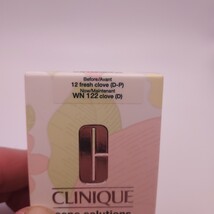 Before/Avant
12 fresh clove (D-P)
Now/Maintenant
WN 122 clove (D)
CLINIQUE
acne solutions